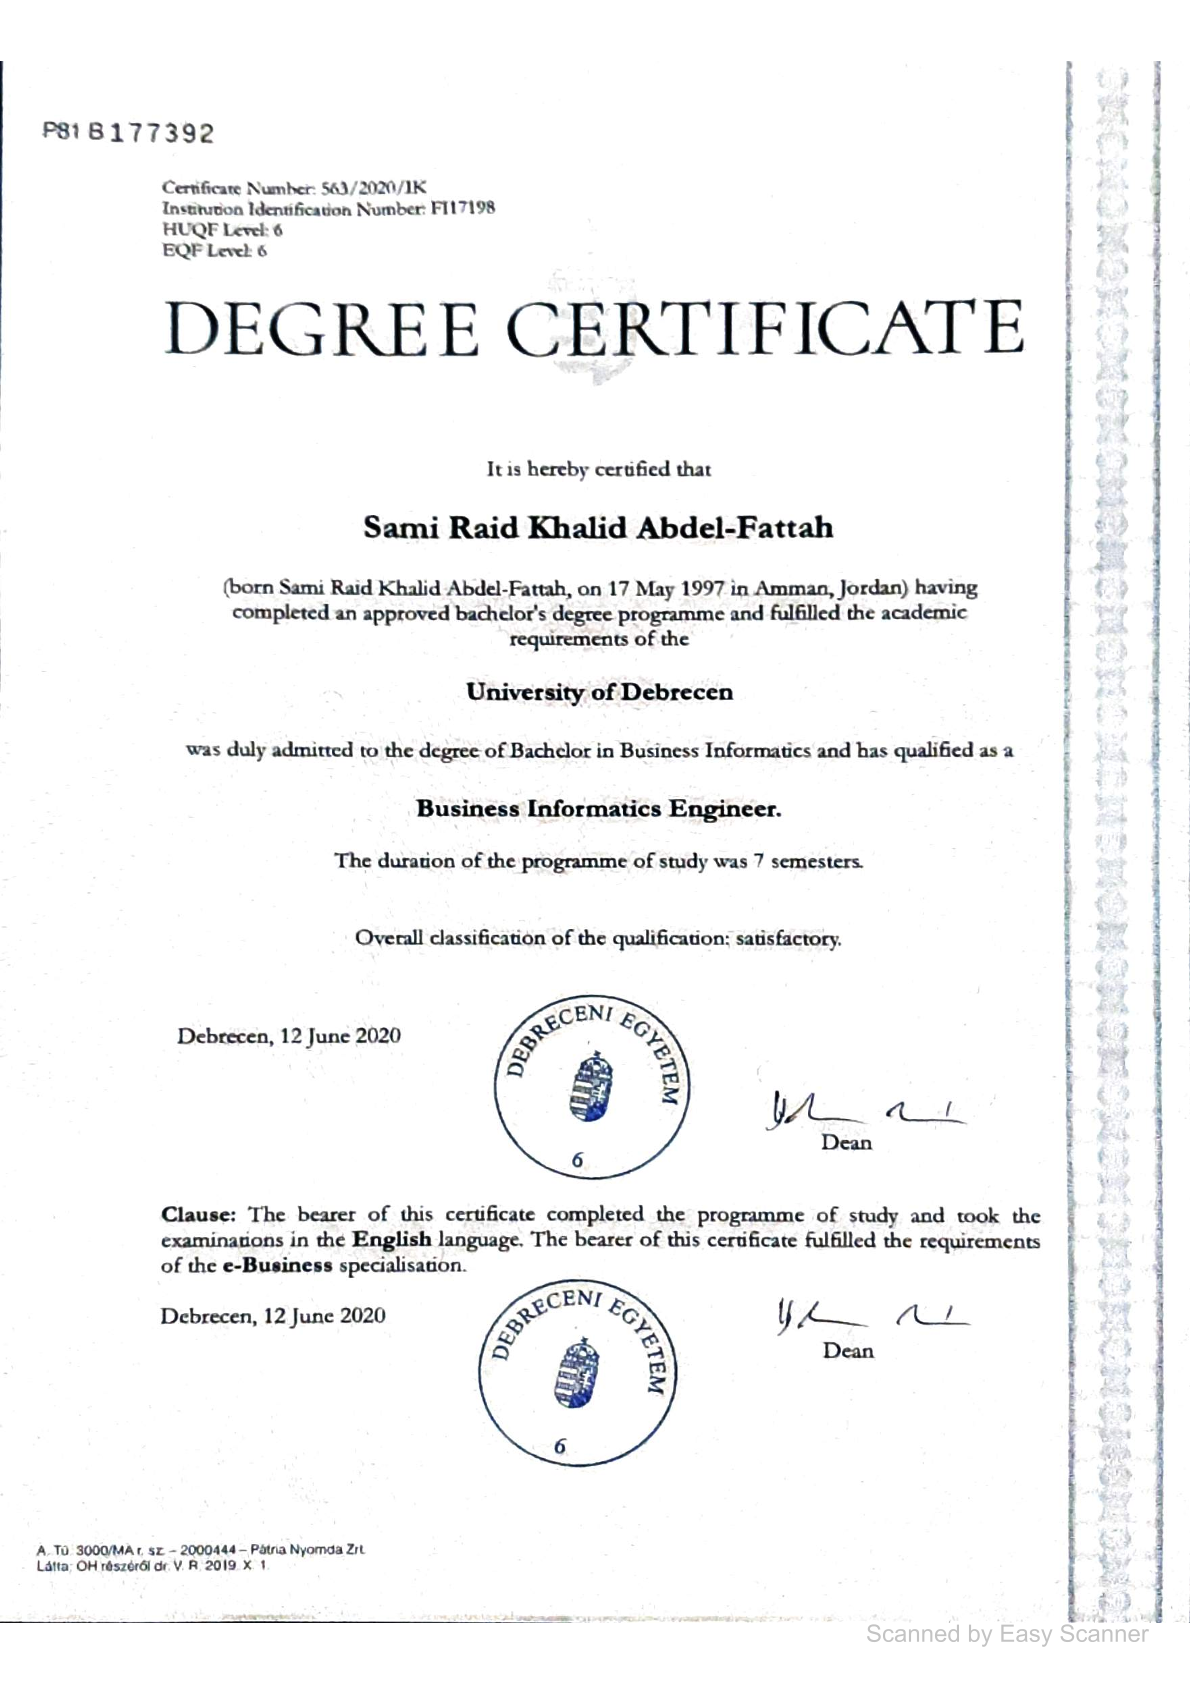 P81 B177392
Certificate Number: 563/2020/IK
Institution Identification Number: FI17198
HUQF Level: 6
EQF Level: 6
DEGREE CERTIFICATE
It is hereby certified that
Sami Raid Khalid Abdel-Fattah
(born Sami Raid Khalid Abdel-Fattah, on 17 May 1997 in Amman, Jordan) having
completed an approved bachelor's degree programme and fulfilled the academic
requirements of the
University of Debrecen
was duly admitted to the degree of Bachelor in Business Informatics and has qualified as a
Business Informatics Engineer.
The duration of the programme of study was 7 semesters.
Overall classification of the qualification: satisfactory.
Debrecen, 12 June 2020
DEBRECENI EGYETEM
6
Dean
Clause: The bearer of this certificate completed the programme of study and took the
examinations in the English language. The bearer of this certificate fulfilled the requirements
of the e-Business specialisation.
Debrecen, 12 June 2020
DEBRECENI EGYETEM
6
Dean
A. Tü. 3000/MA r. sz. – 2000444 – Pátria Nyomda Zrt.
Látta: OH részéről dr. V. R. 2019. X. 1.
Scanned by Easy Scanner